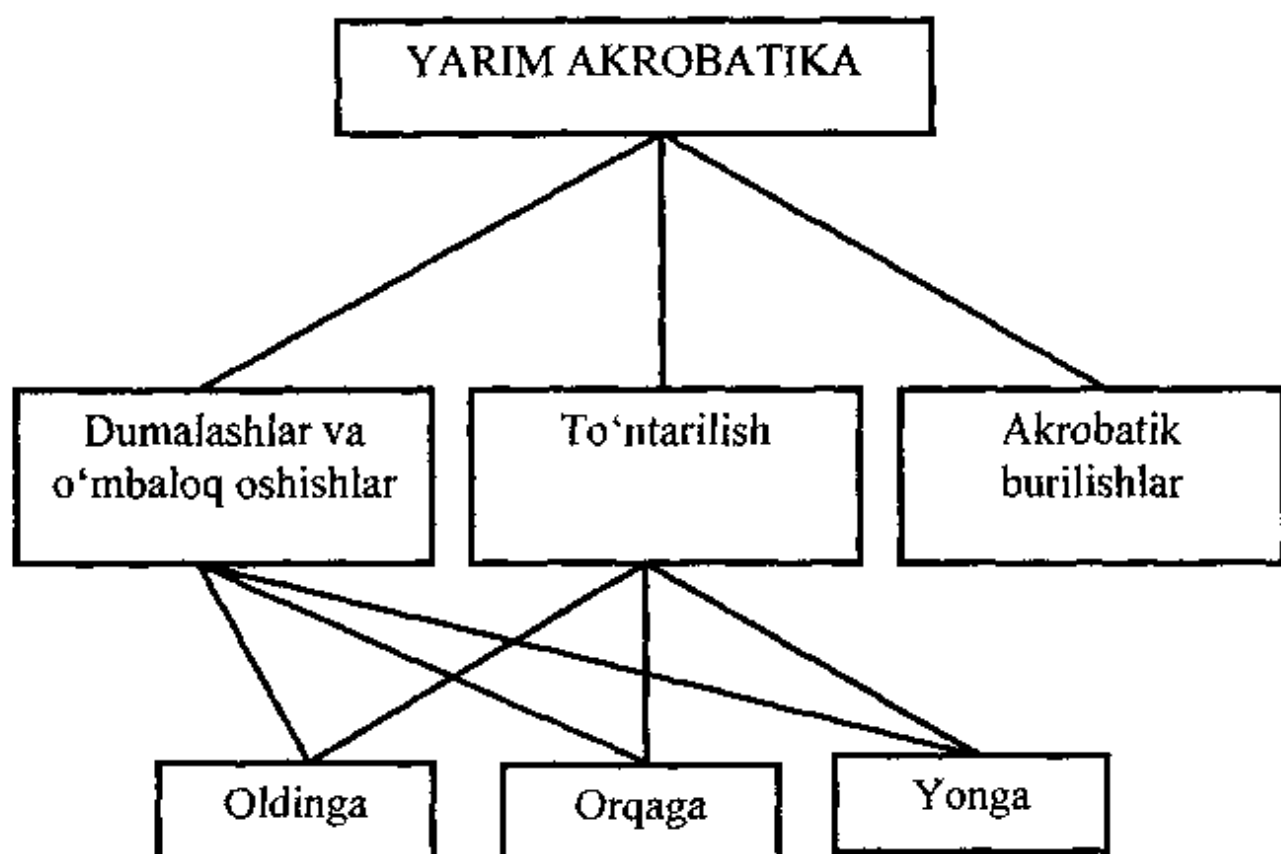 YARIM AKROBATIKA
Dumalashlar va
o‘mbaloq oshishlar
To‘ntarilish
Akrobatik
burilishlar
Oldinga
Orqaga
Yonga